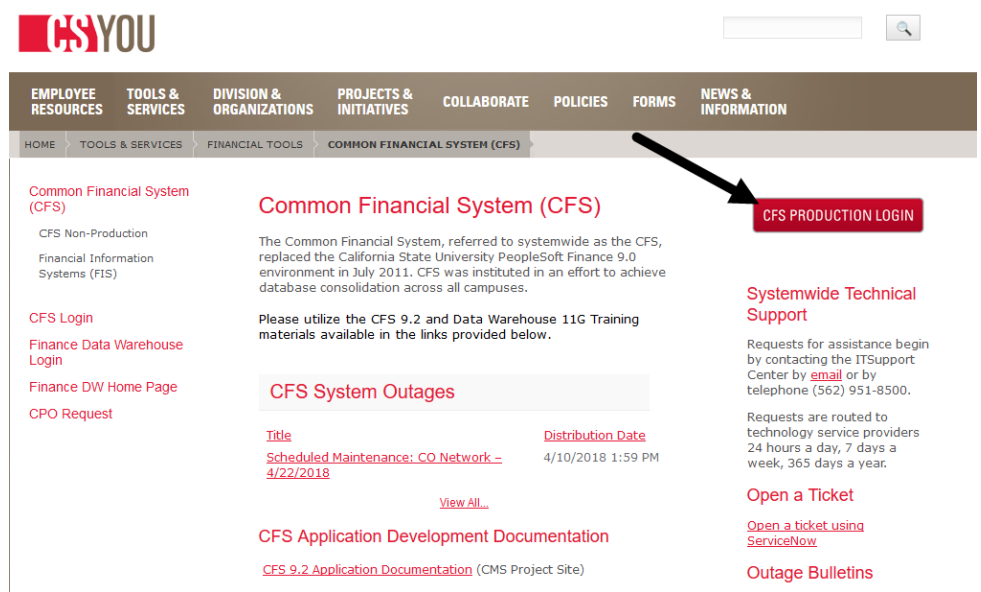 CSYOU
EMPLOYEE
RESOURCES
TOOLS &
SERVICES
DIVISION &
ORGANIZATIONS
PROJECTS &
INITIATIVES
COLLABORATE
POLICIES
FORMS
NEWS &
INFORMATION
HOME
TOOLS & SERVICES
FINANCIAL TOOLS
COMMON FINANCIAL SYSTEM (CFS)
Common Financial System
(CFS)
CFS Non-Production
Financial Information
Systems (FIS)
CFS Login
Finance Data Warehouse
Login
Finance DW Home Page
CPO Request
Common Financial System (CFS)
The Common Financial System, referred to systemwide as the CFS,
replaced the California State University PeopleSoft Finance 9.0
environment in July 2011. CFS was instituted in an effort to achieve
database consolidation across all campuses.
Please utilize the CFS 9.2 and Data Warehouse 11G Training
materials available in the links provided below.
CFS System Outages
Title
Distribution Date
Scheduled Maintenance: CO Network –
4/22/2018
4/10/2018 1:59 PM
View All...
CFS Application Development Documentation
CFS 9.2 Application Documentation (CMS Project Site)
CFS PRODUCTION LOGIN
Systemwide Technical
Support
Requests for assistance begin
by contacting the ITSupport
Center by email or by
telephone (562) 951-8500.
Requests are routed to
technology service providers
24 hours a day, 7 days a
week, 365 days a year.
Open a Ticket
Open a ticket using
ServiceNow
Outage Bulletins